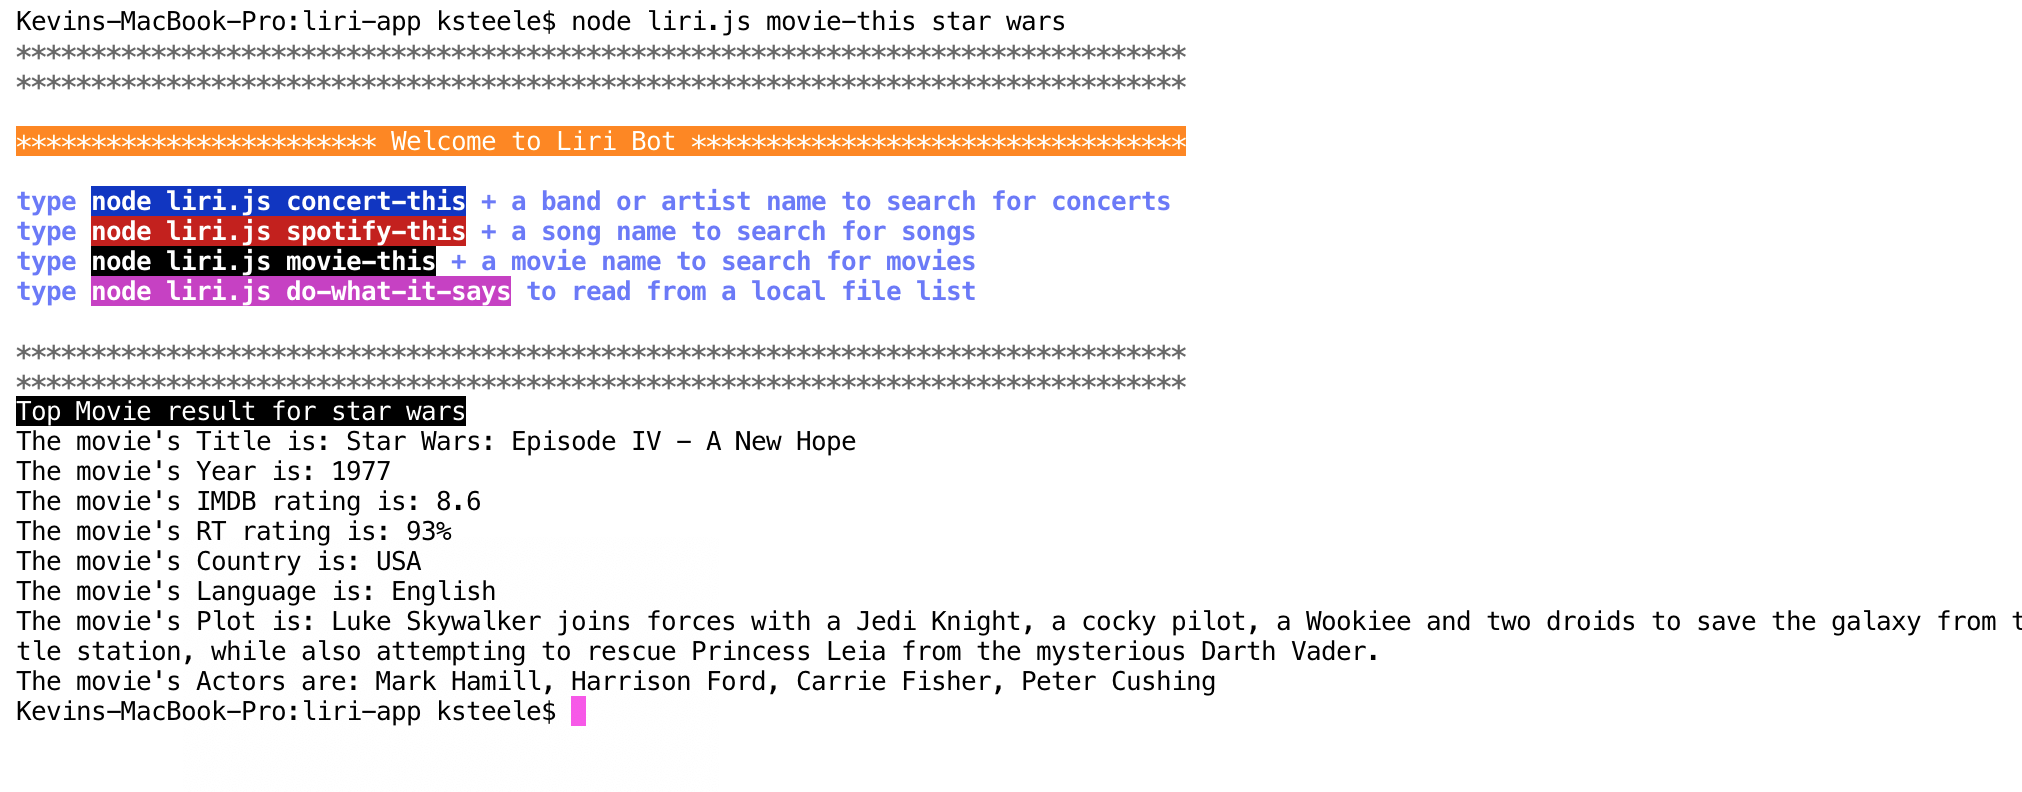 Kevins-MacBook-Pro:liri-app ksteele$ node liri.js movie-this star wars
******************************************************************************
******************************************************************************
************************ Welcome to Liri Bot *********************************
type node liri.js concert-this + a band or artist name to search for concerts
type node liri.js spotify-this + a song name to search for songs
type node liri.js movie-this + a movie name to search for movies
type node liri.js do-what-it-says to read from a local file list
******************************************************************************
******************************************************************************
Top Movie result for star wars
The movie's Title is: Star Wars: Episode IV - A New Hope
The movie's Year is: 1977
The movie's IMDB rating is: 8.6
The movie's RT rating is: 93%
The movie's Country is: USA
The movie's Language is: English
The movie's Plot is: Luke Skywalker joins forces with a Jedi Knight, a cocky pilot, a Wookiee and two droids to save the galaxy from t
tle station, while also attempting to rescue Princess Leia from the mysterious Darth Vader.
The movie's Actors are: Mark Hamill, Harrison Ford, Carrie Fisher, Peter Cushing
Kevins-MacBook-Pro:liri-app ksteele$